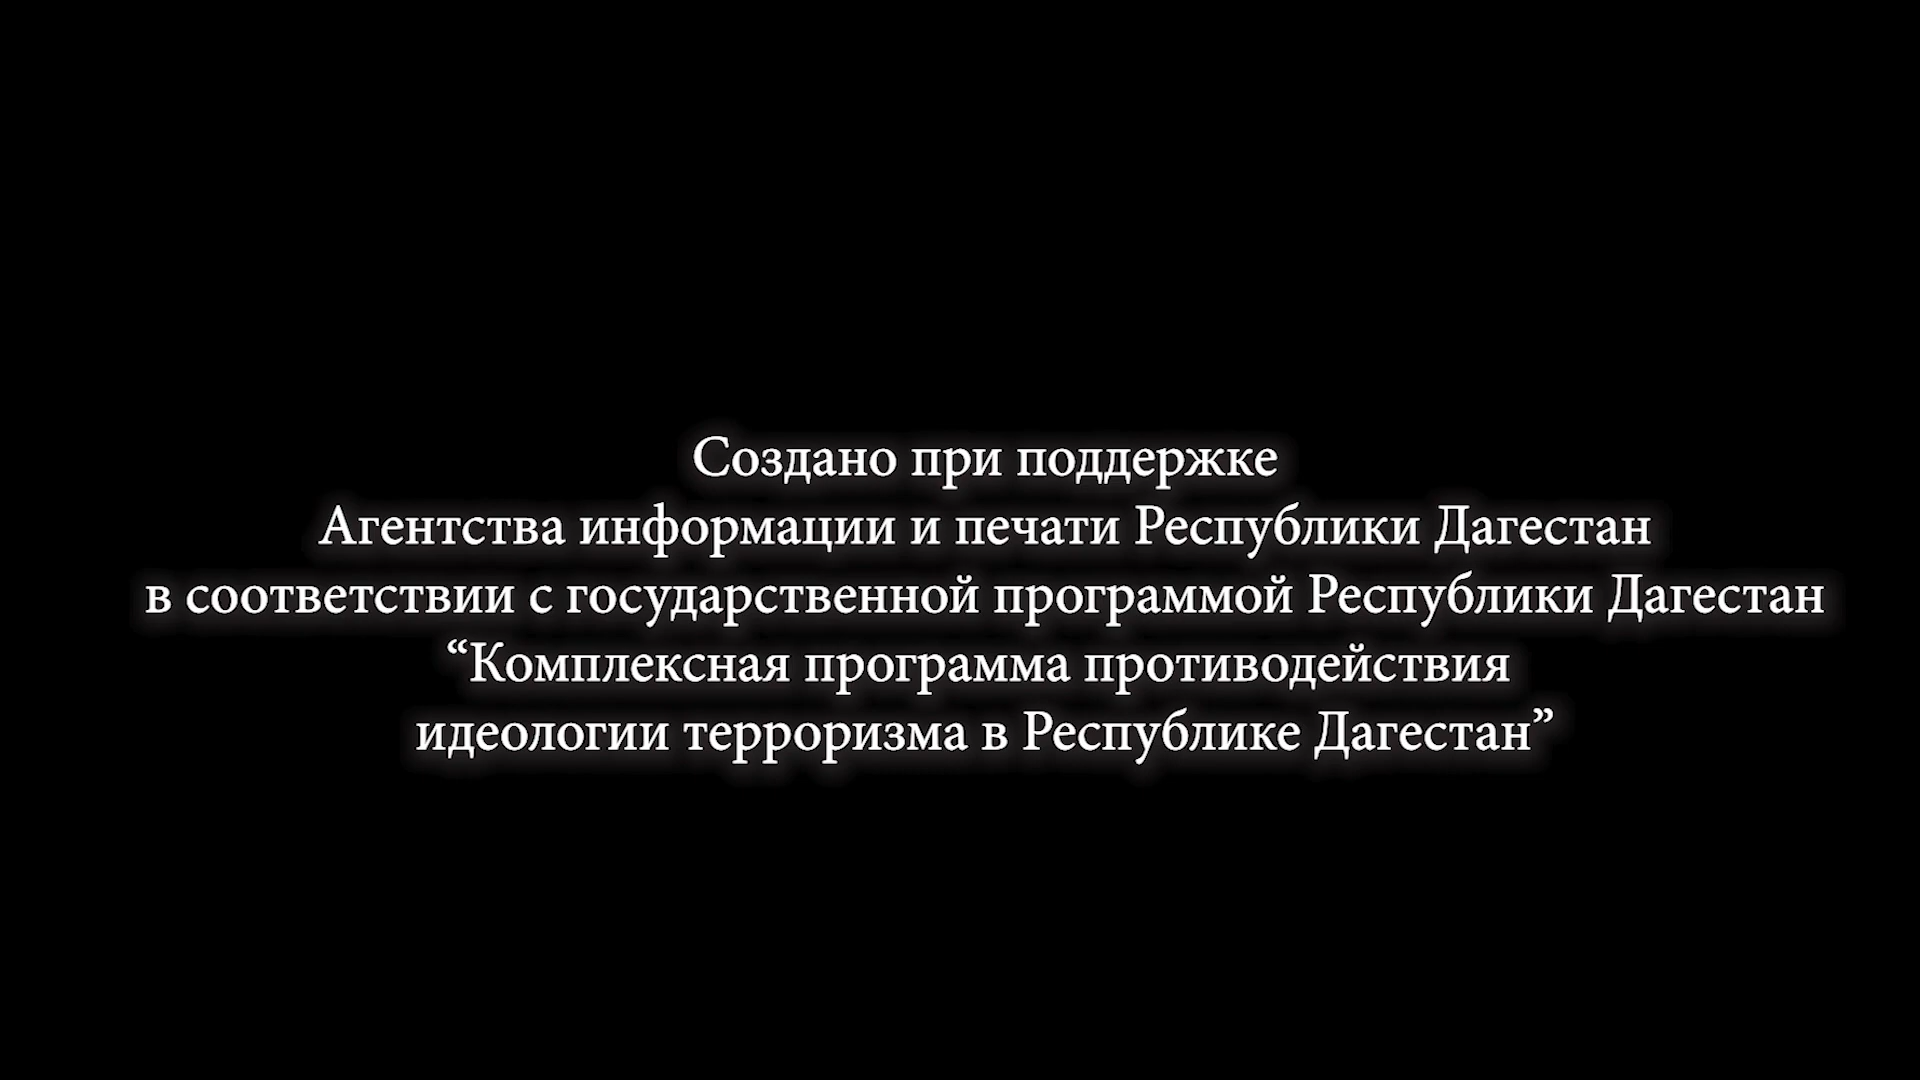 Создано при поддержке
Агентства информации и печати Республики Дагестан
в соответствии с государственной программой Республики Дагестан
“Комплексная программа противодействия
идеологии терроризма в Республике Дагестан”